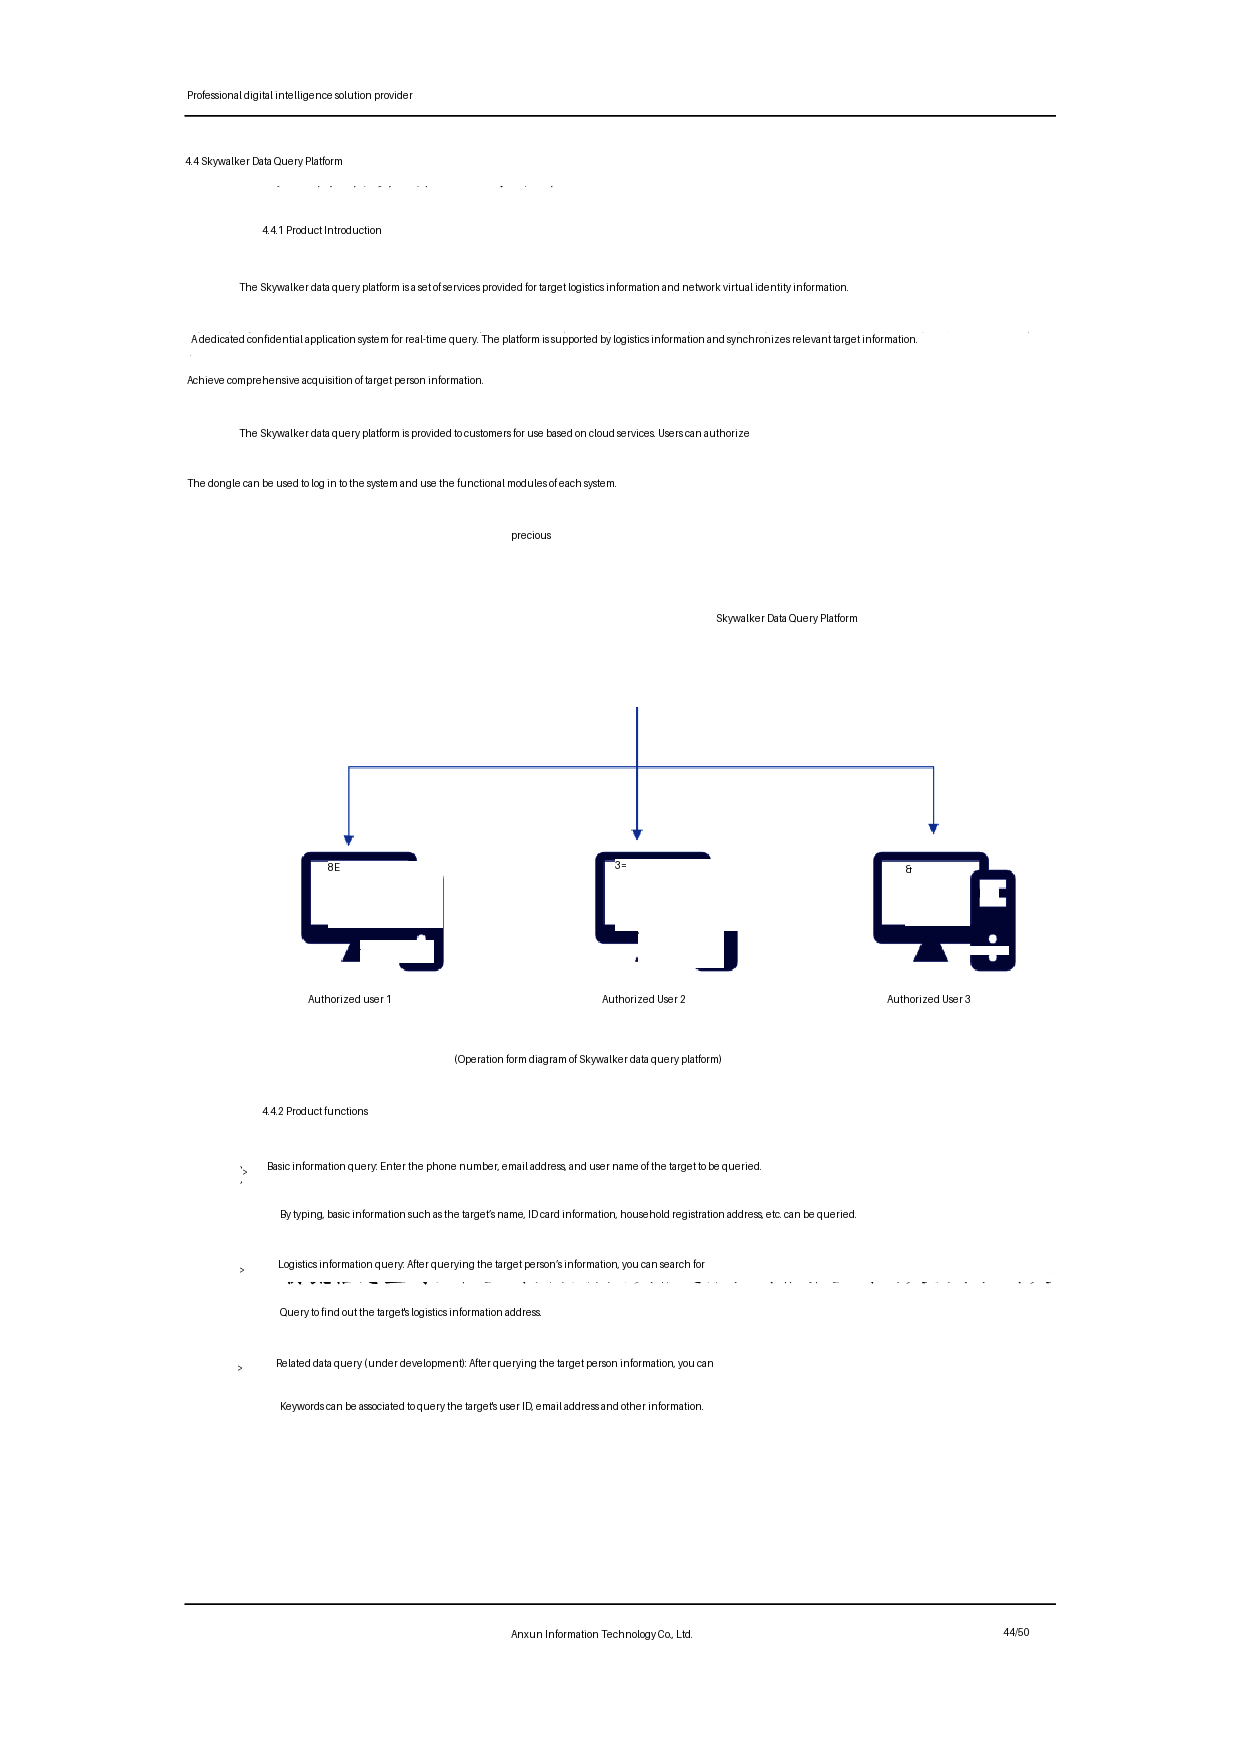 Professional digital intelligence solution provider
4.4 Skywalker Data Query Platform
4.4.1 Product Introduction
The Skywalker data query platform is a set of services provided for target logistics information and network virtual identity information.
A dedicated confidential application system for real-time query. The platform is supported by logistics information and synchronizes relevant target information.
Achieve comprehensive acquisition of target person information.
The Skywalker data query platform is provided to customers for use based on cloud services. Users can authorize
The dongle can be used to log in to the system and use the functional modules of each system.
precious
Skywalker Data Query Platform
8E
3=
&
Authorized user 1
Authorized User 2
Authorized User 3
(Operation form diagram of Skywalker data query platform)
4.4.2 Product functions
> Basic information query: Enter the phone number, email address, and user name of the target to be queried.
By typing, basic information such as the target's name, ID card information, household registration address, etc. can be queried.
> Logistics information query: After querying the target person's information, you can search for
Query to find out the target's logistics information address.
> Related data query (under development): After querying the target person information, you can
Keywords can be associated to query the target's user ID, email address and other information.
Anxun Information Technology Co., Ltd.
44/50